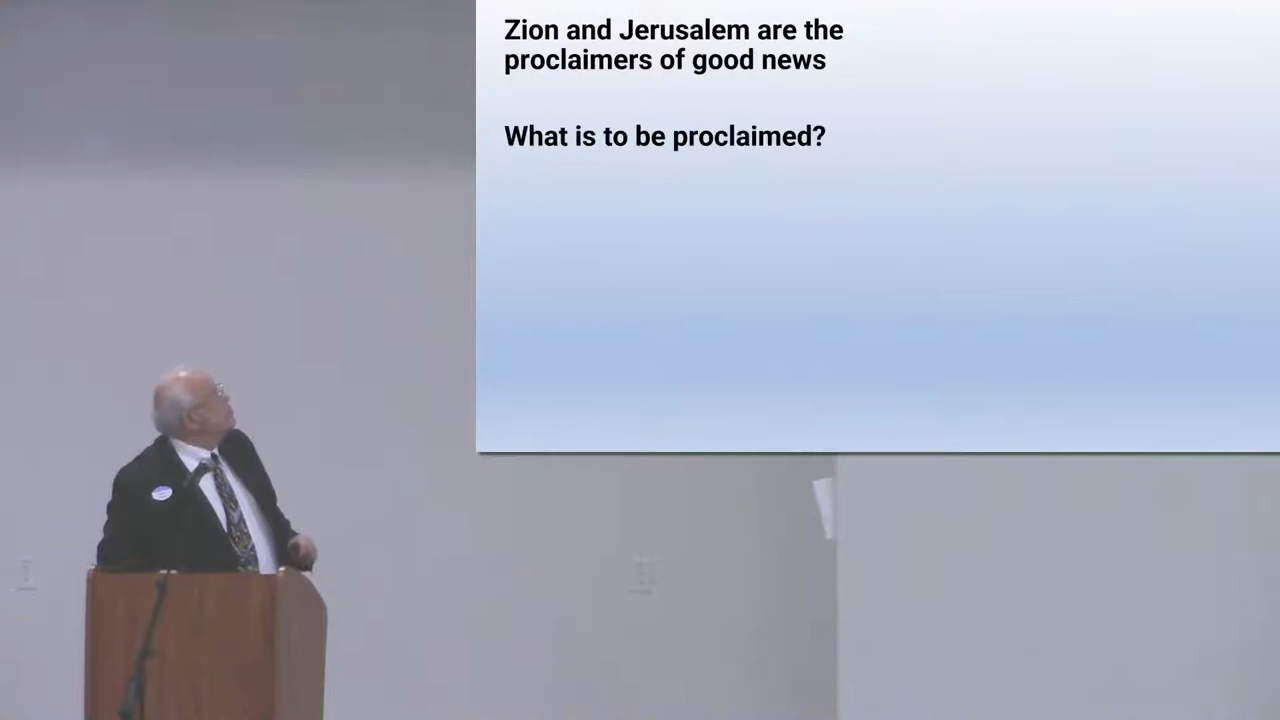 Zion and Jerusalem are the
proclaimers of good news
What is to be proclaimed?